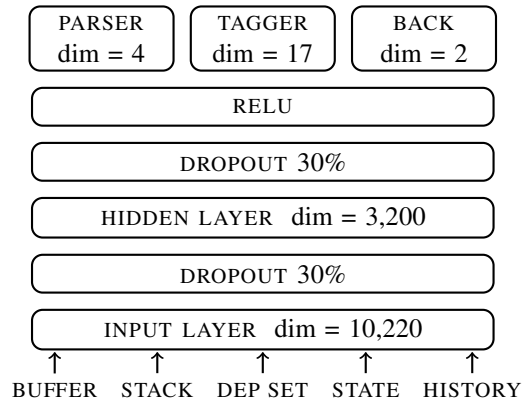 PARSER TAGGER BACK
dim = 4 dim = 17 dim = 2
RELU
DROPOUT 30%
HIDDEN LAYER dim = 3,200
DROPOUT 30%
INPUT LAYER dim = 10,220
BUFFER STACK DEP SET STATE HISTORY